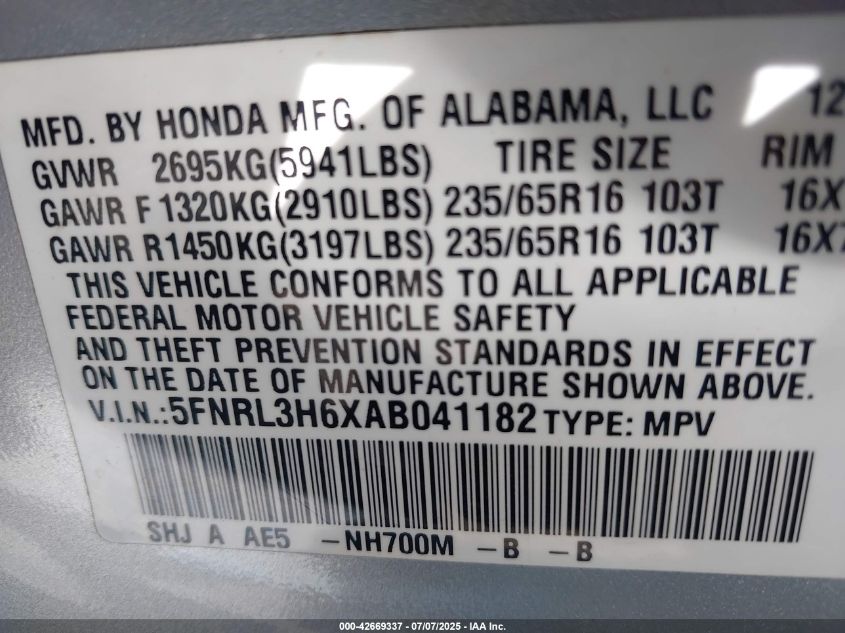 MFD. BY HONDA MFG. OF ALABAMA, LLC 12
GVWR 2695KG(5941LBS) TIRE SIZE RIM
GAWR F 1320KG(2910LBS) 235/65R16 103T 16X
GAWR R1450KG(3197LBS) 235/65R16 103T 16X7
THIS VEHICLE CONFORMS TO ALL APPLICABLE
FEDERAL MOTOR VEHICLE SAFETY
AND THEFT PREVENTION STANDARDS IN EFFECT
ON THE DATE OF MANUFACTURE SHOWN ABOVE.
V.I.N.:5FNRL3H6XAB041182 TYPE: MPV
SHJ A AE5 -NH700M -B -B
000-42669337 / 07/07/2025 - IAA Inc.